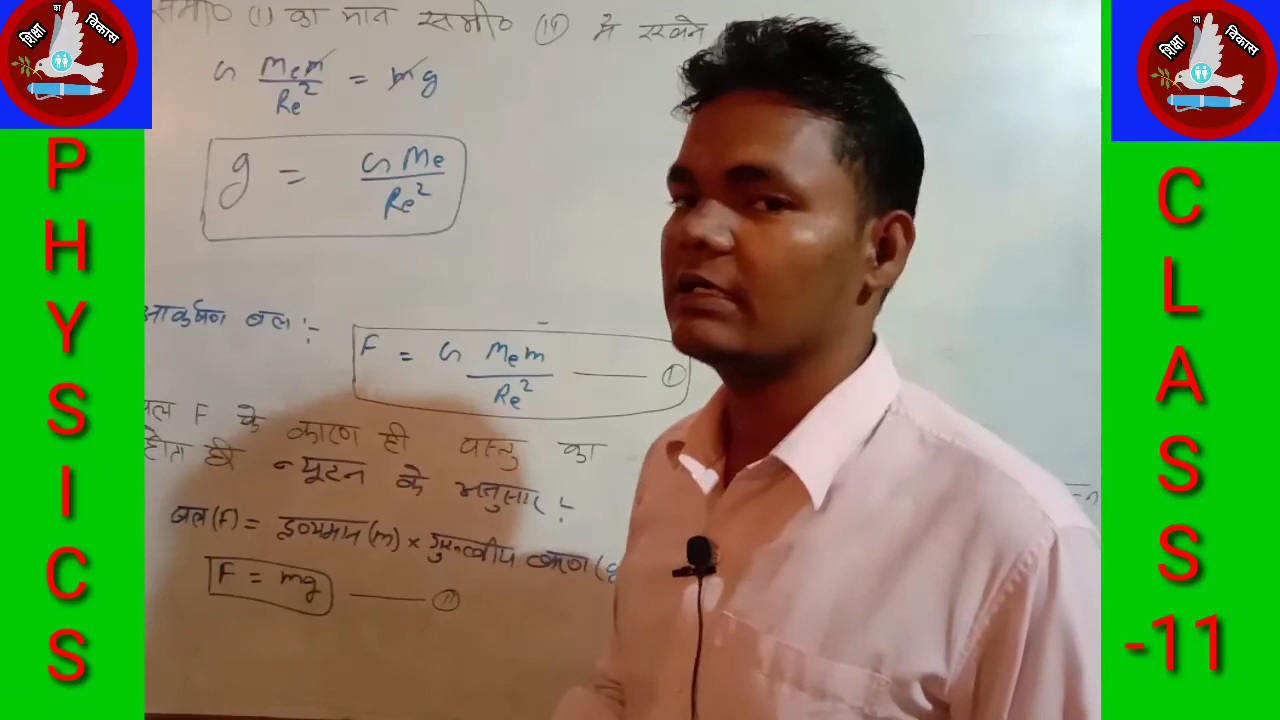 शिक्षा का विकास
शिक्षा का विकास
PHYSICS
CLASS
-11
समी० (I) का मान समी० (II) में रखने
G Mem/Re² = mg
g = G Me/Re²
आकर्षण बल :-
F = G Mem/Re² —— (I)
बल F के कारण ही वस्तु का
होता है। न्यूटन के अनुसार :-
बल (F) = द्रव्यमान (m) × गुरुत्वीय त्वरण (g
F = mg —— (II)